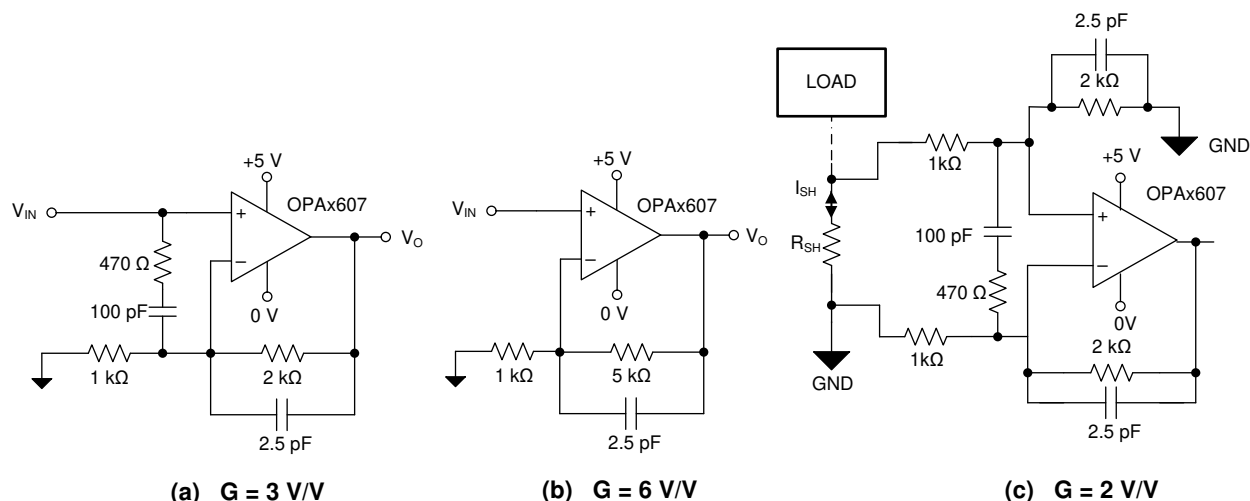 +5 V
OPAx607
V_IN
+
−
V_O
470 Ω
100 pF
0 V
1 kΩ
2 kΩ
2.5 pF
(a) G = 3 V/V
+5 V
OPAx607
V_IN
+
−
V_O
0 V
1 kΩ
5 kΩ
2.5 pF
(b) G = 6 V/V
2.5 pF
2 kΩ
LOAD
GND
1kΩ
+5 V
OPAx607
I_SH
+
−
R_SH
100 pF
470 Ω
0V
1kΩ
GND
2 kΩ
2.5 pF
(c) G = 2 V/V